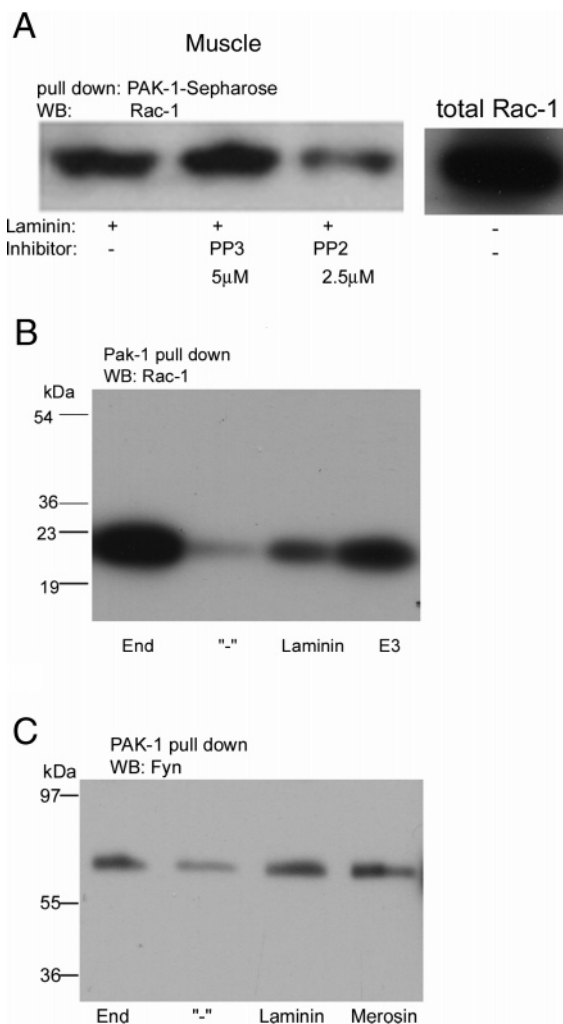 A
Muscle
pull down: PAK-1-Sepharose
WB: Rac-1
total Rac-1
Laminin: + + + -
Inhibitor: - PP3 PP2 -
5μM 2.5μM
B
Pak-1 pull down
WB: Rac-1
kDa
54
36
23
19
End "-" Laminin E3
C
PAK-1 pull down
WB: Fyn
kDa
97
55
36
End "-" Laminin Merosin